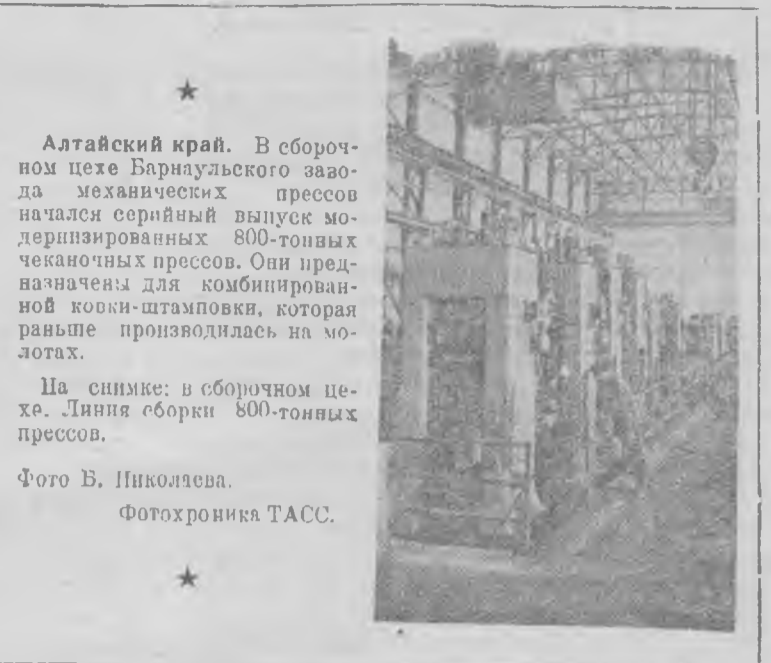 ★
Алтайский край. В сбороч-
ном цехе Барнаульского заво-
да механических прессов
начался серийный выпуск мо-
дернизированных 800-тонных
чеканочных прессов. Они пред-
назначены для комбинирован-
ной ковки-штамповки, которая
раньше производилась на мо-
лотах.
На снимке: в сборочном це-
хе. Линия сборки 800-тонных
прессов.
Фото Б. Николаева.
Фотохроника ТАСС.
★